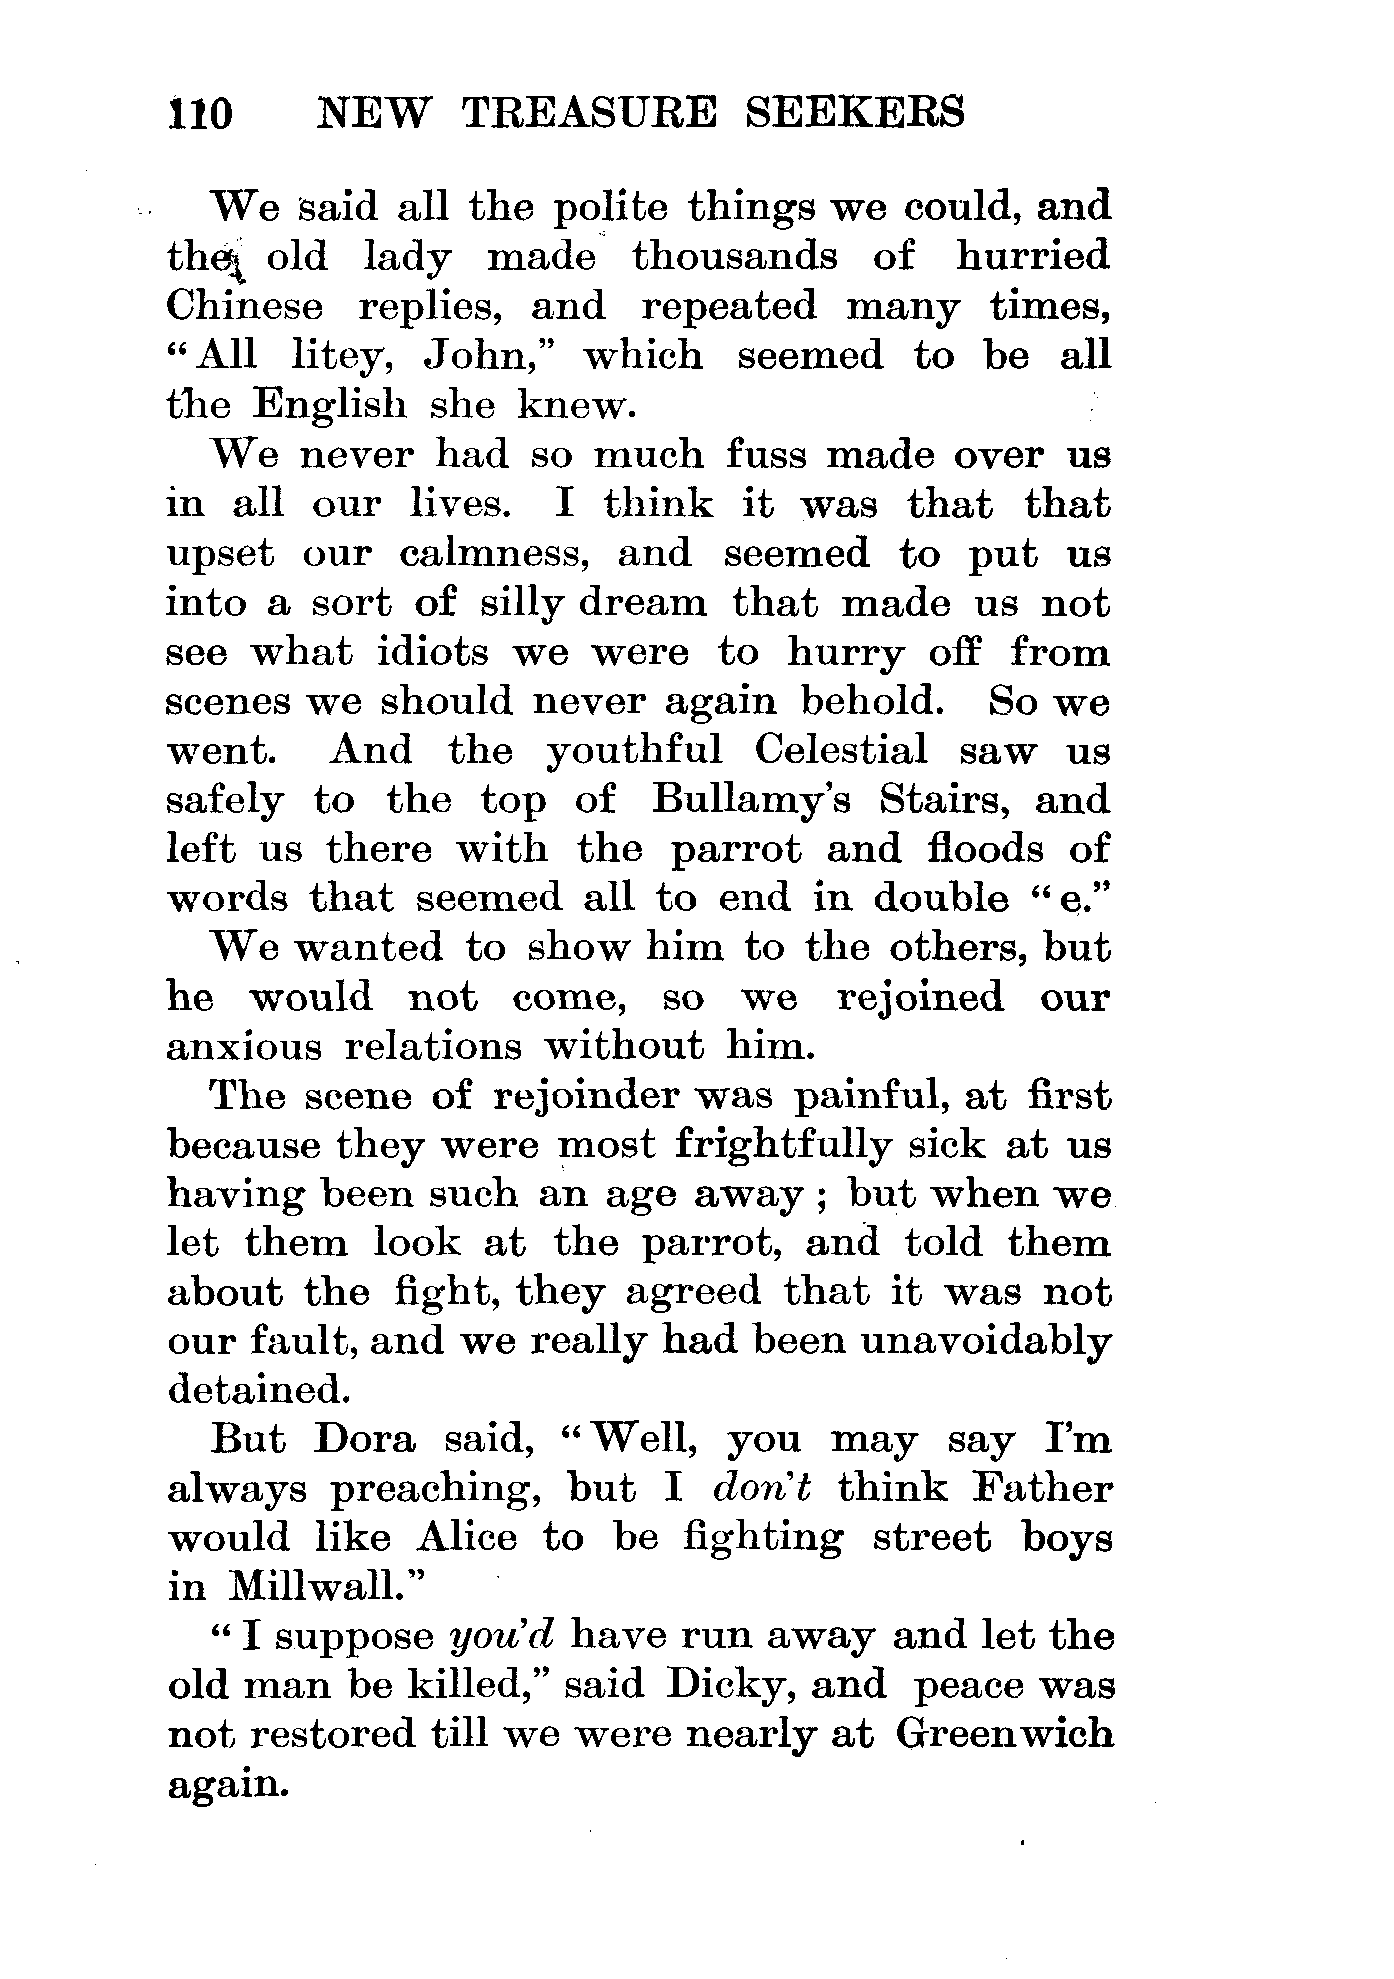 110 NEW TREASURE SEEKERS
We said all the polite things we could, and
the old lady made thousands of hurried
Chinese replies, and repeated many times,
“All litey, John,” which seemed to be all
the English she knew.
We never had so much fuss made over us
in all our lives. I think it was that that
upset our calmness, and seemed to put us
into a sort of silly dream that made us not
see what idiots we were to hurry off from
scenes we should never again behold. So we
went. And the youthful Celestial saw us
safely to the top of Bullamy’s Stairs, and
left us there with the parrot and floods of
words that seemed all to end in double “e.”
We wanted to show him to the others, but
he would not come, so we rejoined our
anxious relations without him.
The scene of rejoinder was painful, at first
because they were most frightfully sick at us
having been such an age away; but when we
let them look at the parrot, and told them
about the fight, they agreed that it was not
our fault, and we really had been unavoidably
detained.
But Dora said, “Well, you may say I’m
always preaching, but I don’t think Father
would like Alice to be fighting street boys
in Millwall.”
“I suppose you’d have run away and let the
old man be killed,” said Dicky, and peace was
not restored till we were nearly at Greenwich
again.